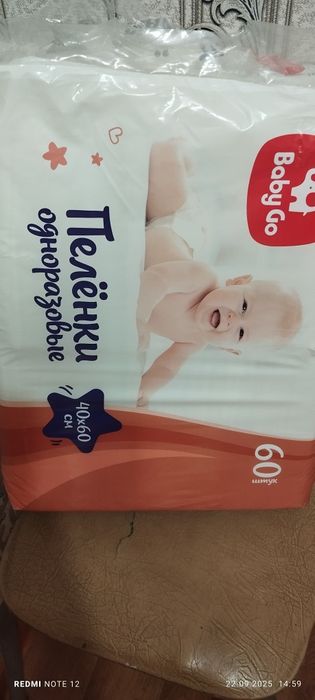 BabyGo
Пелёнки
одноразовые
40x60
см
60
штук
REDMI NOTE 12
22.09.2025 14:59